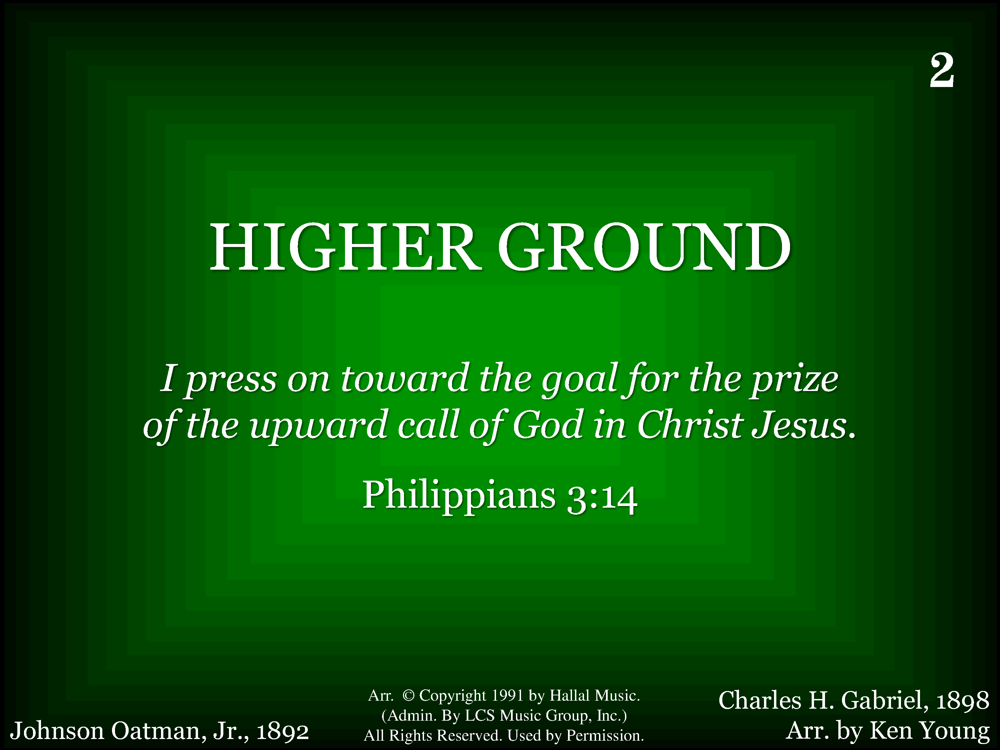 2
HIGHER GROUND
I press on toward the goal for the prize
of the upward call of God in Christ Jesus.
Philippians 3:14
Johnson Oatman, Jr., 1892
Arr. © Copyright 1991 by Hallal Music.
(Admin. By LCS Music Group, Inc.)
All Rights Reserved. Used by Permission.
Charles H. Gabriel, 1898
Arr. by Ken Young